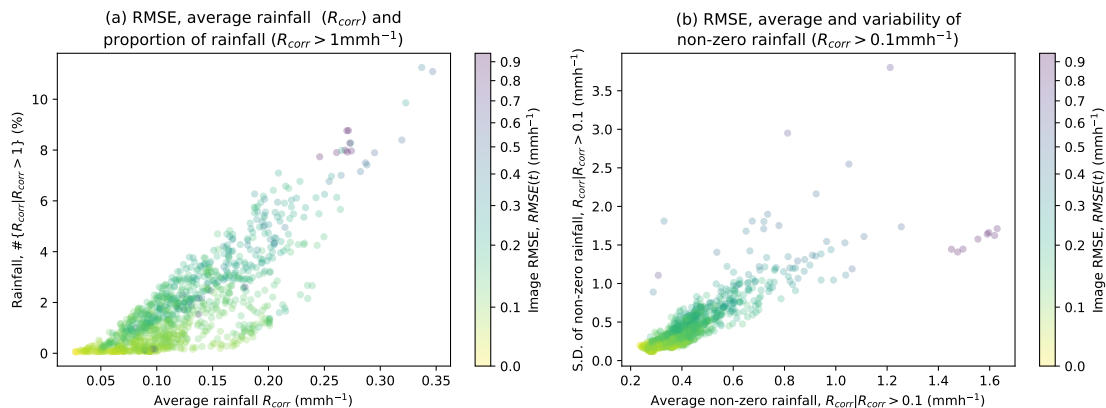 (a) RMSE, average rainfall (R_corr) and
proportion of rainfall (R_corr > 1mmh⁻¹)
Rainfall, #{R_corr|R_corr > 1} (%)
10
8
6
4
2
0
0.05 0.10 0.15 0.20 0.25 0.30 0.35
Average rainfall R_corr (mmh⁻¹)
0.9
0.8
0.7
0.6
0.5
0.4
0.3
0.2
0.1
0.0
Image RMSE, RMSE(t) (mmh⁻¹)
(b) RMSE, average and variability of
non-zero rainfall (R_corr > 0.1mmh⁻¹)
S.D. of non-zero rainfall, R_corr|R_corr > 0.1 (mmh⁻¹)
3.5
3.0
2.5
2.0
1.5
1.0
0.5
0.0
0.2 0.4 0.6 0.8 1.0 1.2 1.4 1.6
Average non-zero rainfall, R_corr|R_corr > 0.1 (mmh⁻¹)
0.9
0.8
0.7
0.6
0.5
0.4
0.3
0.2
0.1
0.0
Image RMSE, RMSE(t) (mmh⁻¹)